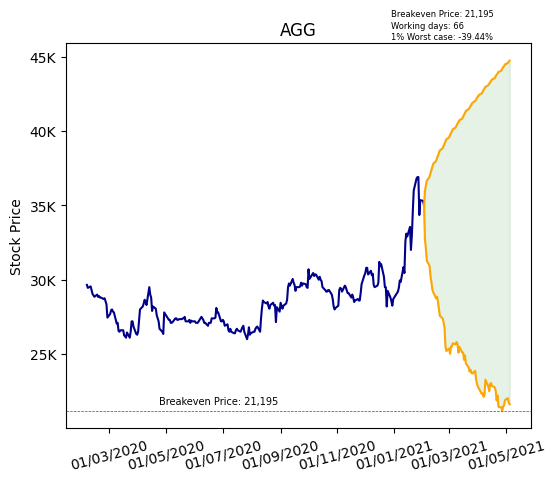 Breakeven Price: 21,195
Working days: 66
1% Worst case: -39.44%
AGG
45K
40K
35K
30K
25K
Stock Price
Breakeven Price: 21,195
01/03/2020
01/05/2020
01/07/2020
01/09/2020
01/11/2020
01/01/2021
01/03/2021
01/05/2021